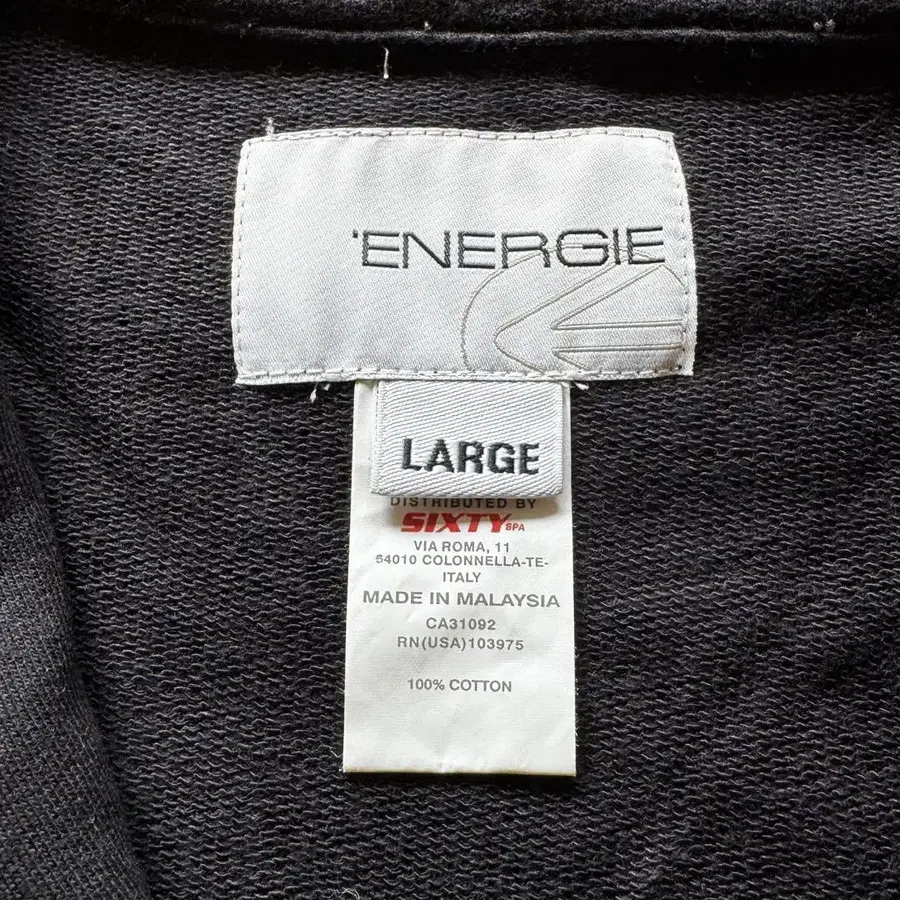 'ENERGIE
LARGE
DISTRIBUTED BY
SIXTY SPA
VIA ROMA, 11
64010 COLONNELLA-TE-
ITALY
MADE IN MALAYSIA
CA31092
RN(USA)103975
100% COTTON